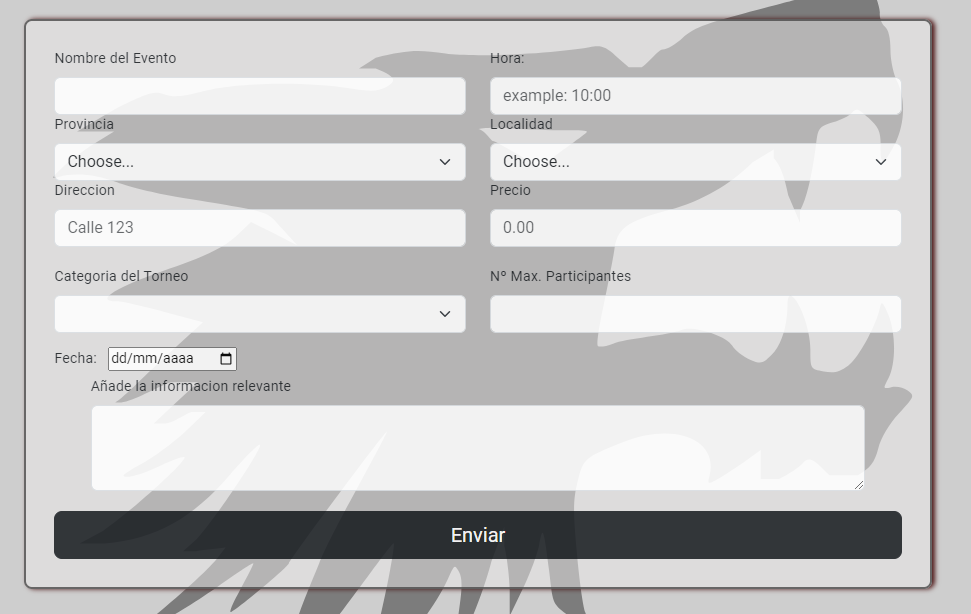 Nombre del Evento
Hora:
example: 10:00
Provincia
Localidad
Choose...
Choose...
Direccion
Precio
Calle 123
0.00
Categoria del Torneo
Nº Max. Participantes
Fecha: dd/mm/aaaa
Añade la informacion relevante
Enviar